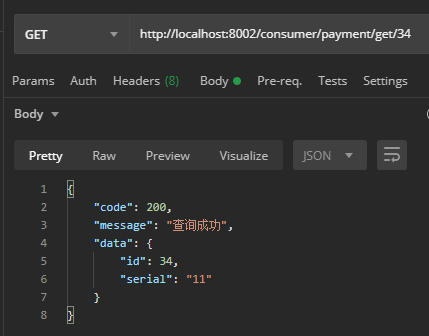 GET http://localhost:8002/consumer/payment/get/34
Params Auth Headers (8) Body Pre-req. Tests Settings
Body
Pretty Raw Preview Visualize JSON
1 {
2 "code": 200,
3 "message": "查询成功",
4 "data": {
5 "id": 34,
6 "serial": "11"
7 }
8 }